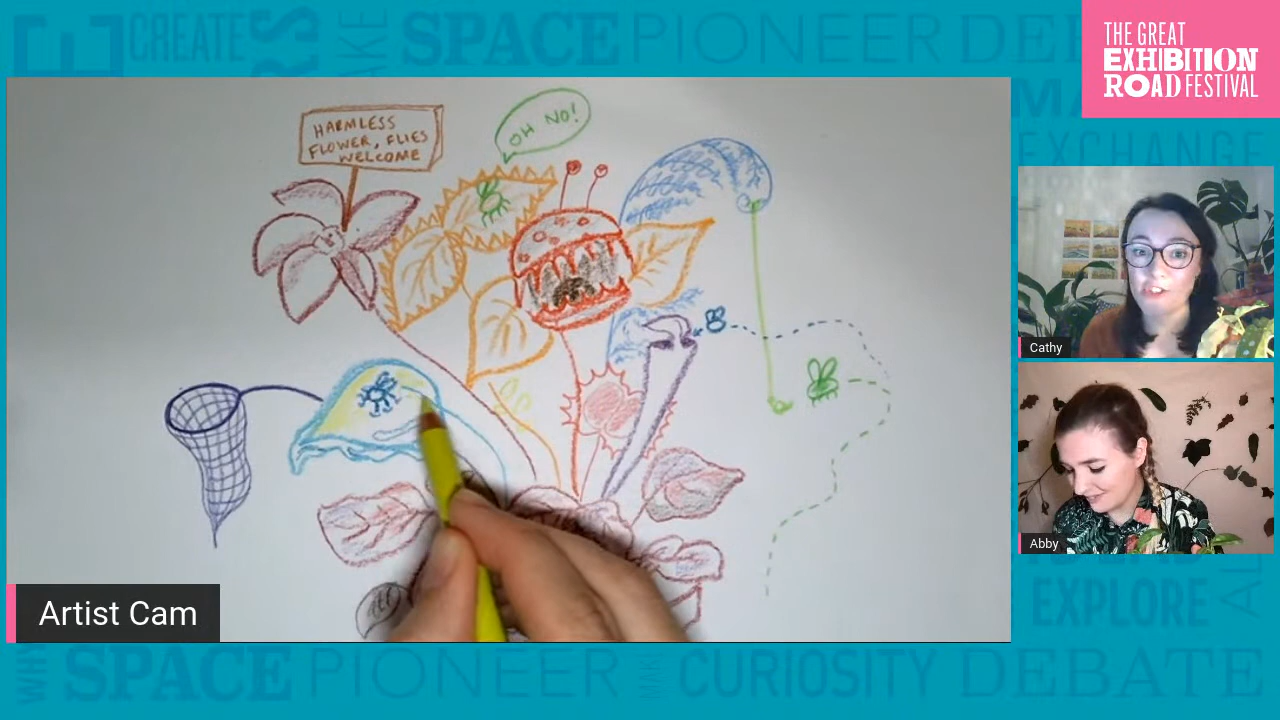 CREATE
SPACE PIONEER
THE GREAT
EXHIBITION
ROAD FESTIVAL
HARMLESS
FLOWER, FLIES
WELCOME
OH NO!
EXCHANGE
Cathy
Abby
Artist Cam
EXPLORE
SPACE PIONEER
CURIOSITY DEBATE